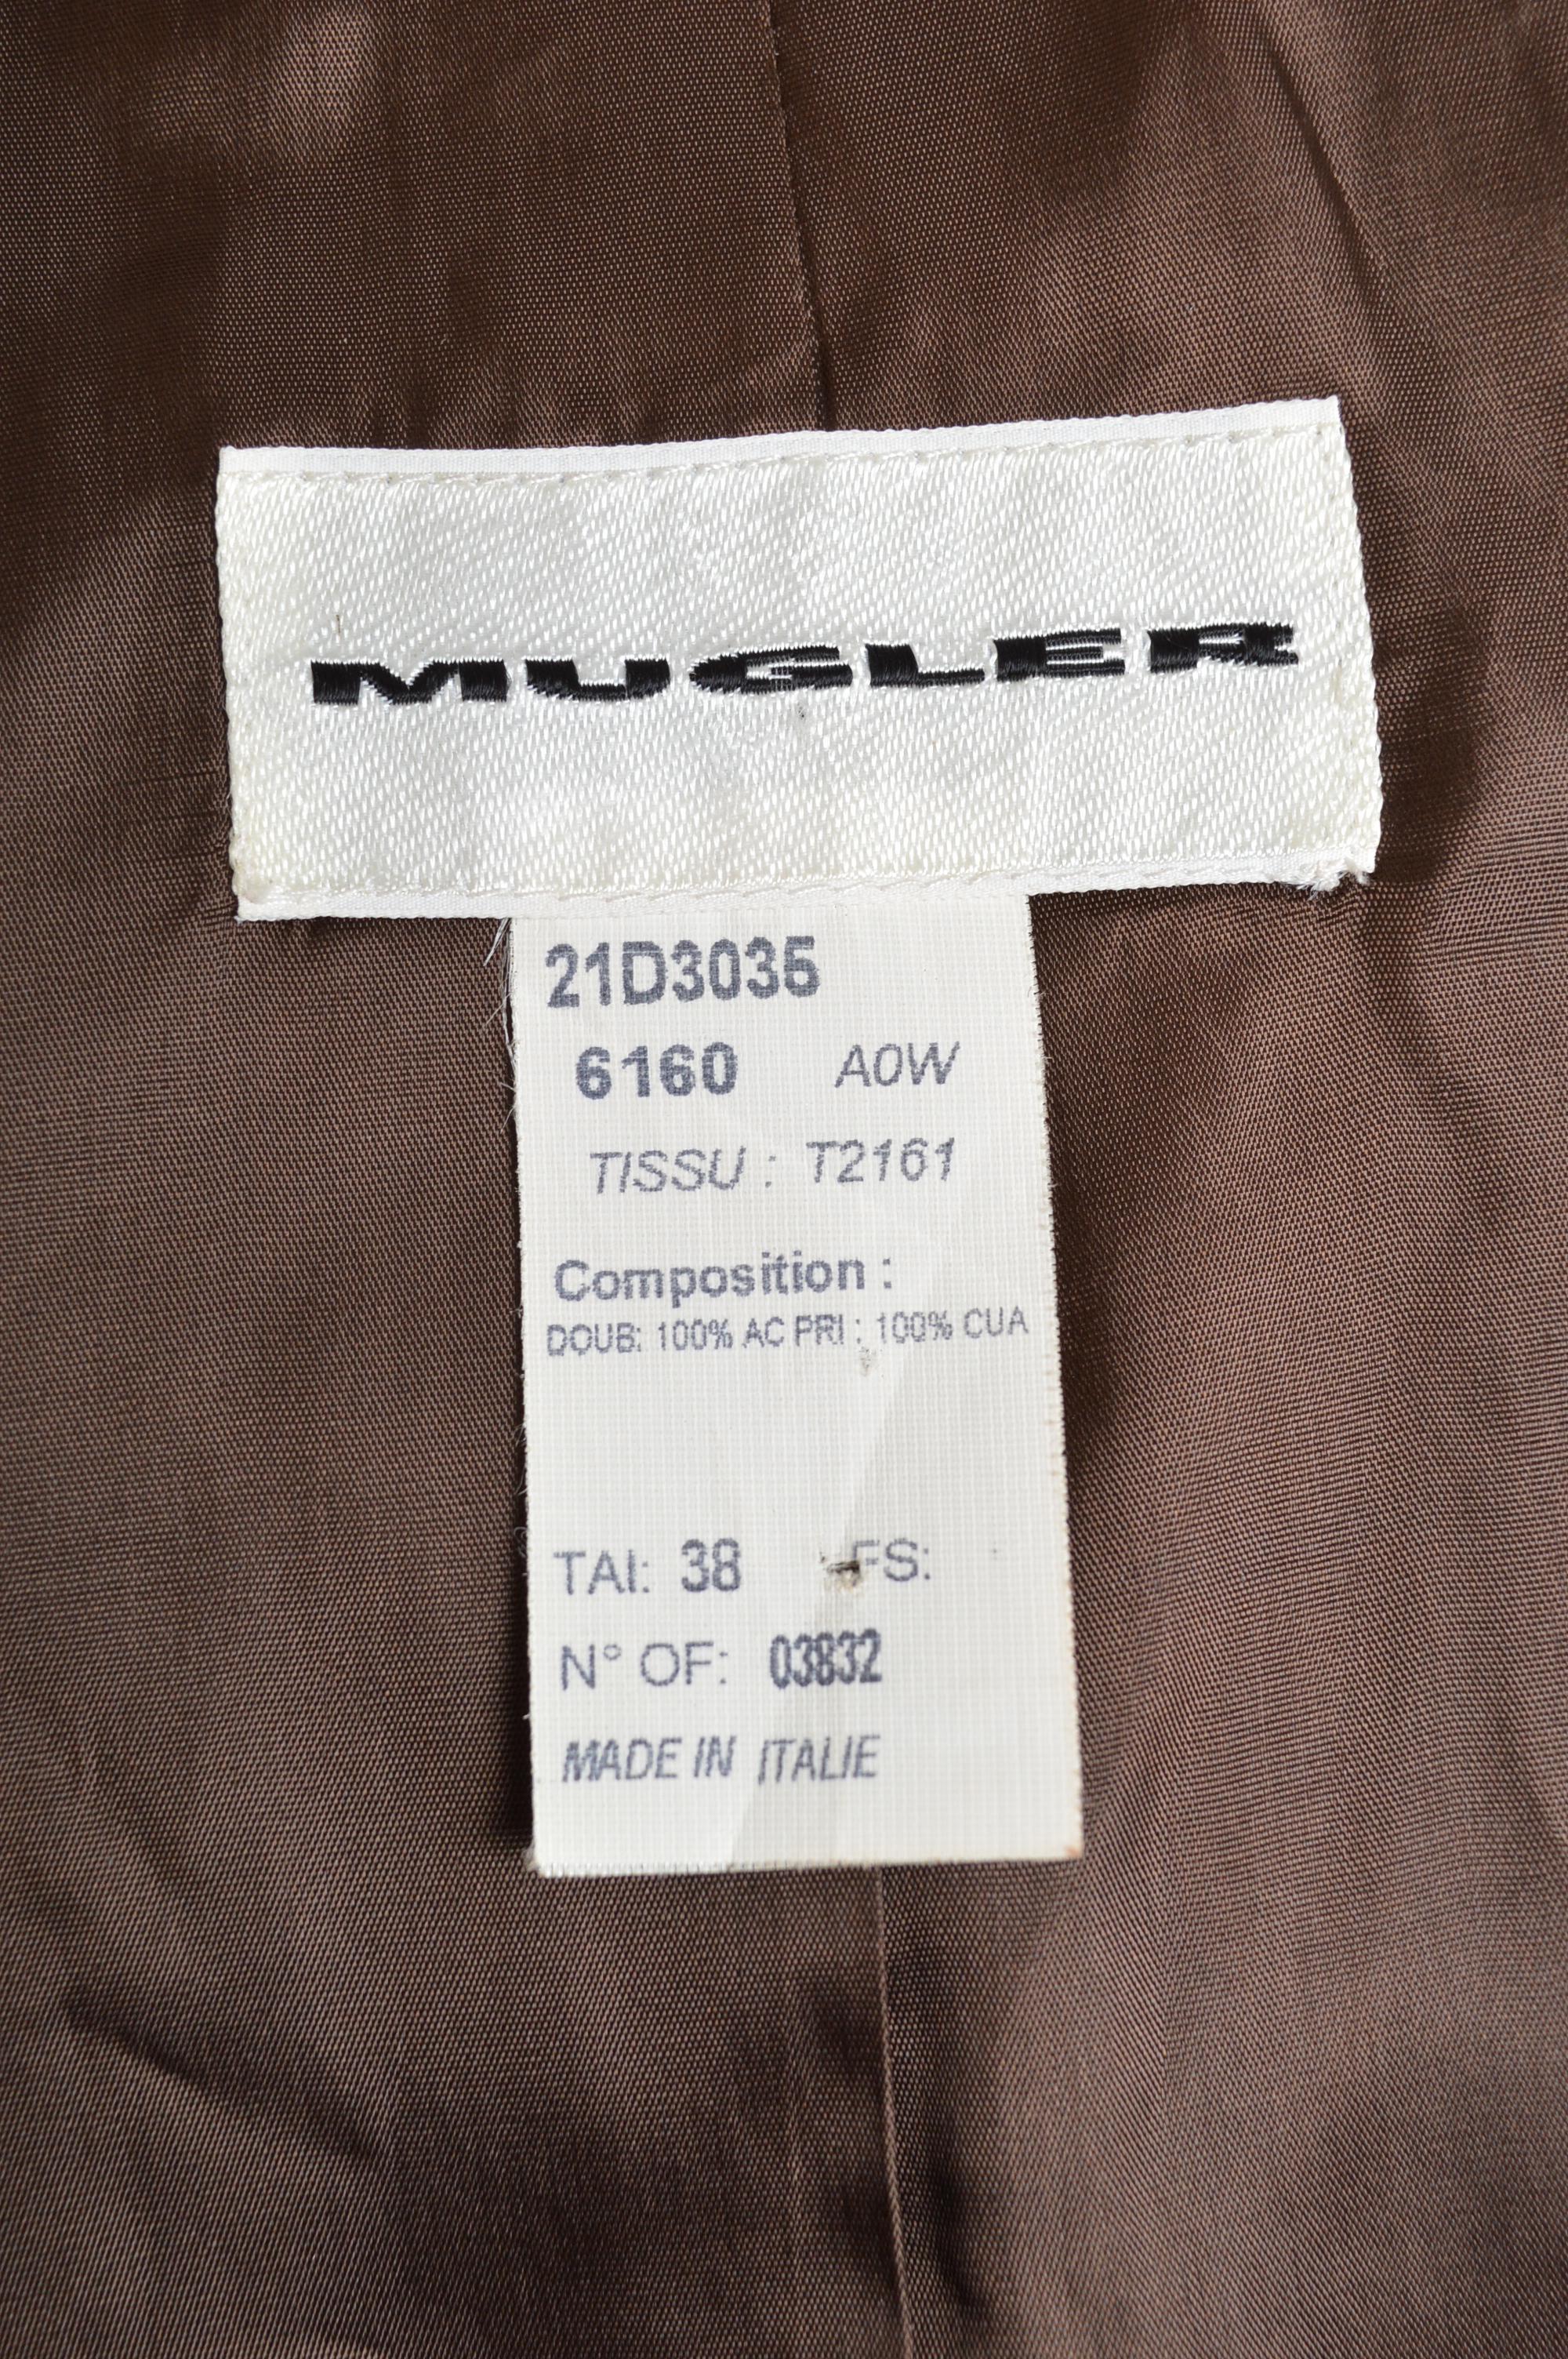 MUGLER
21D3035
6160 A0W
TISSU : T2161
Composition :
DOUB: 100% AC PRI : 100% CUA
TAI: 38 FS:
N° OF: 03832
MADE IN ITALIE